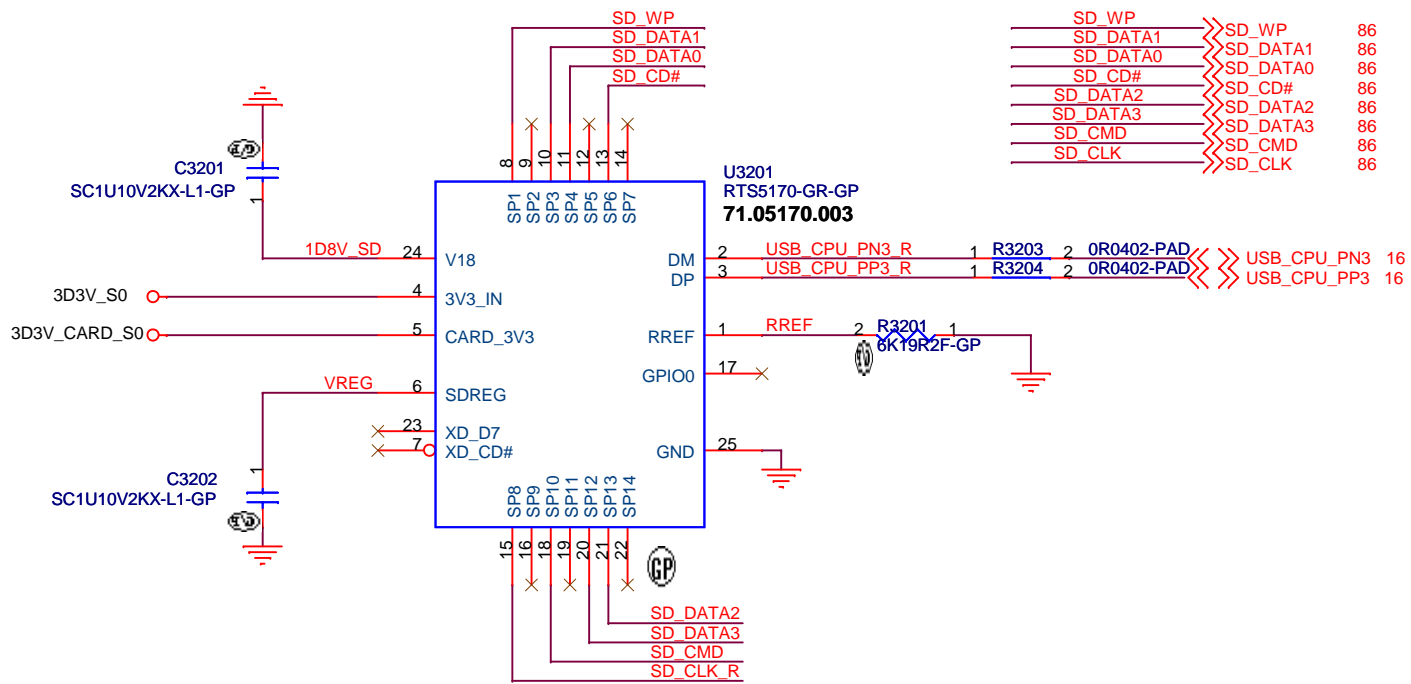 SD_WP
SD_DATA1
SD_DATA0
SD_CD#
SD_WP SD_WP 86
SD_DATA1 SD_DATA1 86
SD_DATA0 SD_DATA0 86
SD_CD# SD_CD# 86
SD_DATA2 SD_DATA2 86
SD_DATA3 SD_DATA3 86
SD_CMD SD_CMD 86
SD_CLK SD_CLK 86
C3201
SC1U10V2KX-L1-GP
1
8 9 10 11 12 13 14
SP1 SP2 SP3 SP4 SP5 SP6 SP7
U3201
RTS5170-GR-GP
71.05170.003
1D8V_SD 24 V18
3D3V_S0 4 3V3_IN
3D3V_CARD_S0 5 CARD_3V3
VREG 6 SDREG
23 XD_D7
7 XD_CD#
DM 2 USB_CPU_PN3_R 1 R3203 2 0R0402-PAD USB_CPU_PN3 16
DP 3 USB_CPU_PP3_R 1 R3204 2 0R0402-PAD USB_CPU_PP3 16
RREF 1 RREF 2 R3201 1
6K19R2F-GP
GPIO0 17
GND 25
1
C3202
SC1U10V2KX-L1-GP
SP8 SP9 SP10 SP11 SP12 SP13 SP14
15 16 18 19 20 21 22
GP
SD_DATA2
SD_DATA3
SD_CMD
SD_CLK_R